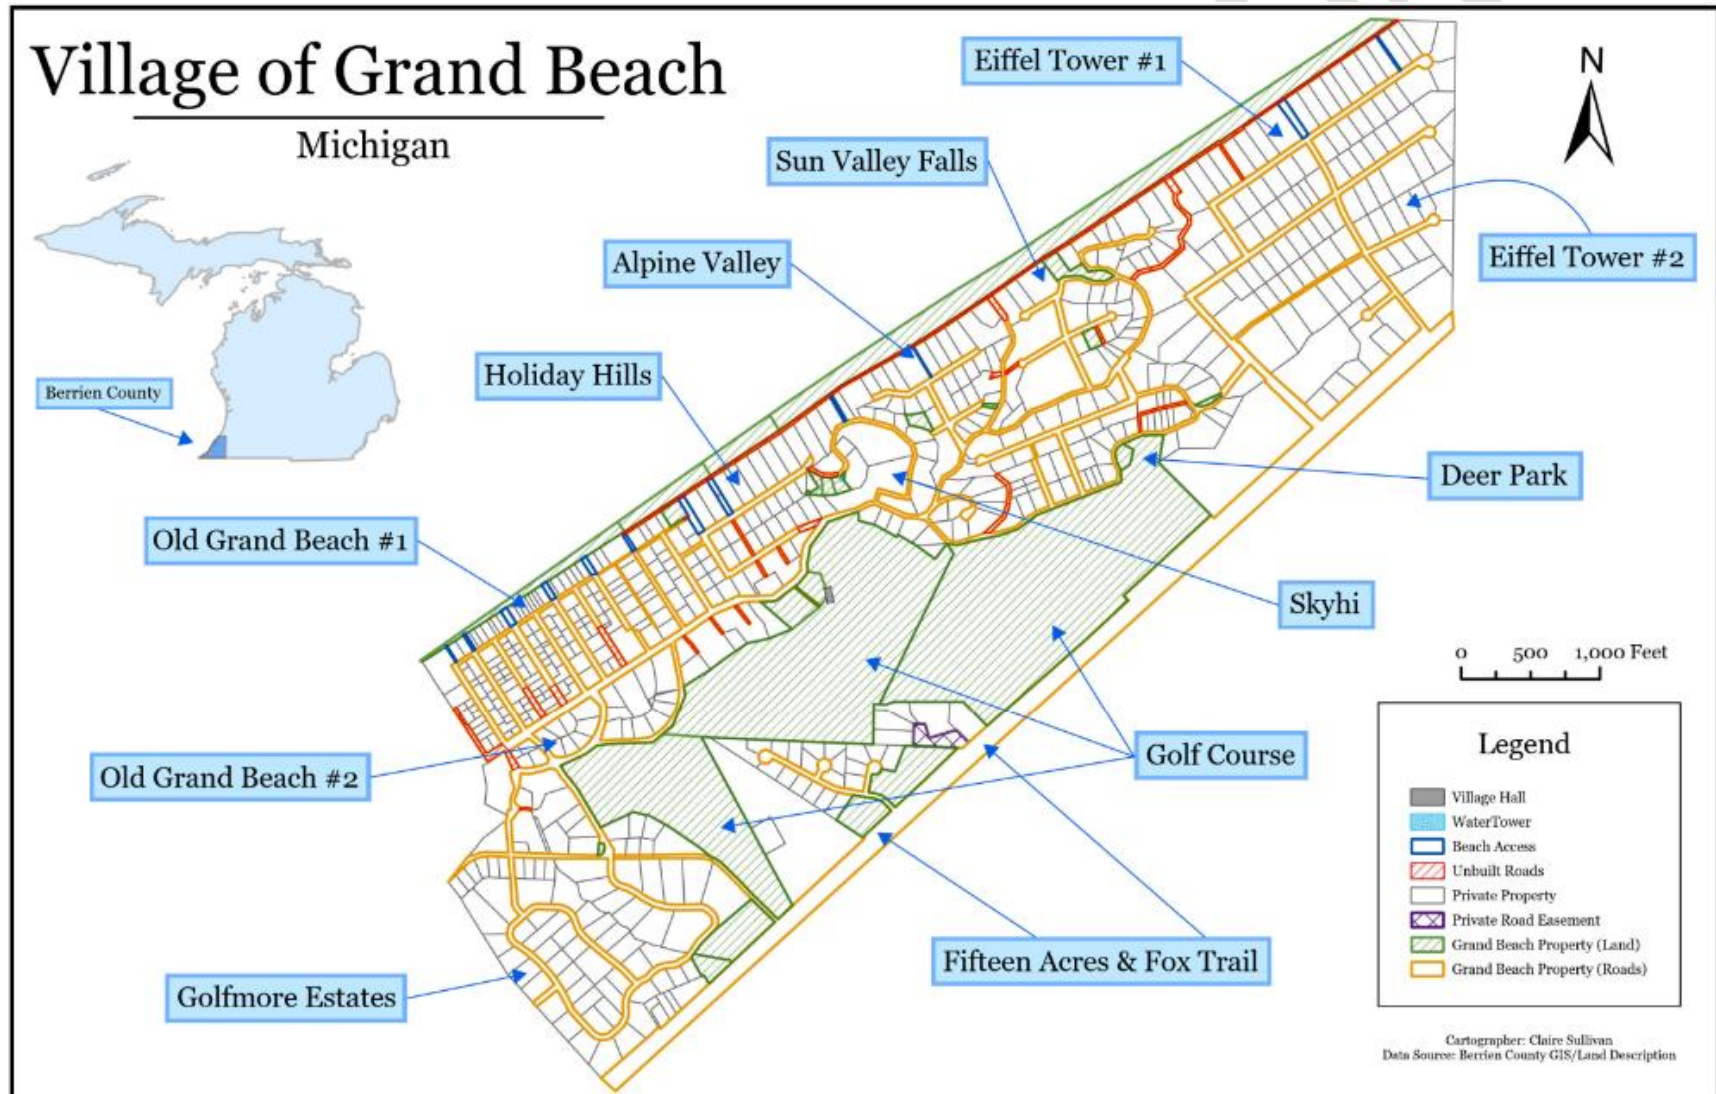 Village of Grand Beach
Michigan
Eiffel Tower #1
N
Sun Valley Falls
Alpine Valley
Eiffel Tower #2
Holiday Hills
Berrien County
Deer Park
Old Grand Beach #1
Skyhi
0 500 1,000 Feet
Old Grand Beach #2
Golf Course
Legend
Village Hall
WaterTower
Beach Access
Unbuilt Roads
Private Property
Private Road Easement
Grand Beach Property (Land)
Grand Beach Property (Roads)
Fifteen Acres & Fox Trail
Golfmore Estates
Cartographer: Claire Sullivan
Data Source: Berrien County GIS/Land Description